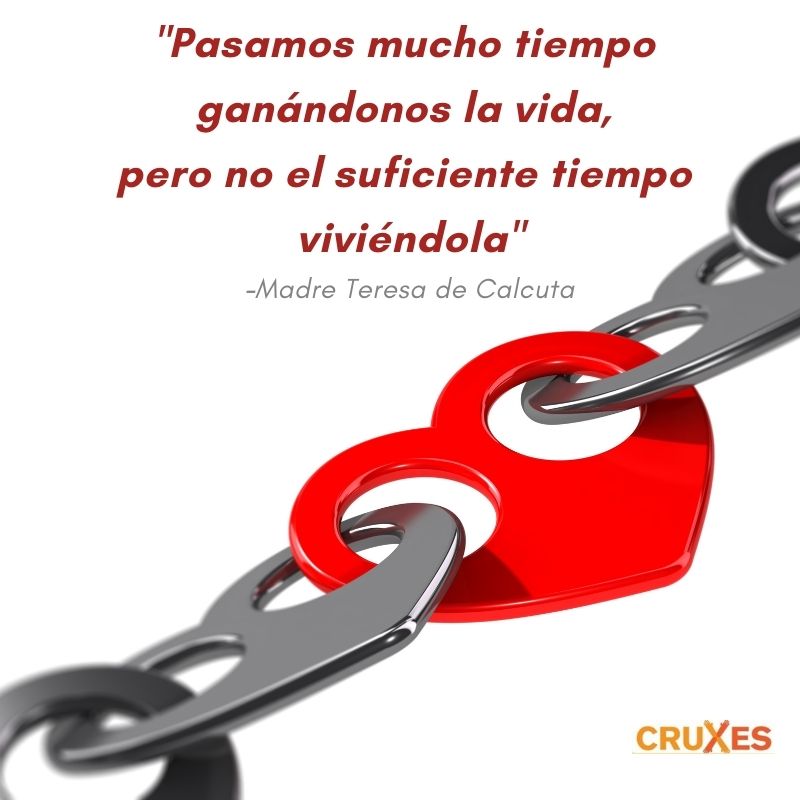 "Pasamos mucho tiempo
ganándonos la vida,
pero no el suficiente tiempo
viviéndola"
-Madre Teresa de Calcuta
CRUXES